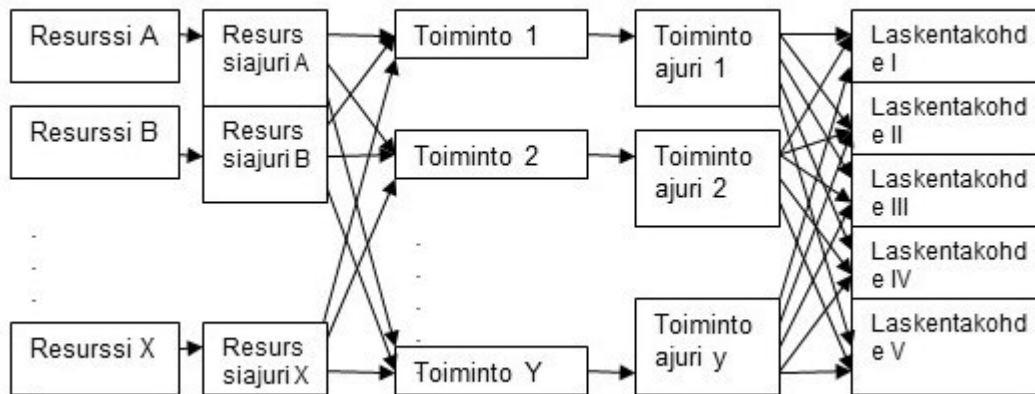 Resurssi A
Resurs
siajuri A
Toiminto 1
Toiminto
ajuri 1
Laskentakohd
e I
Resurssi B
Resurs
siajuri B
Toiminto 2
Toiminto
ajuri 2
Laskentakohd
e II
Laskentakohd
e III
Laskentakohd
e IV
Resurssi X
Resurs
siajuri X
Toiminto Y
Toiminto
ajuri y
Laskentakohd
e V